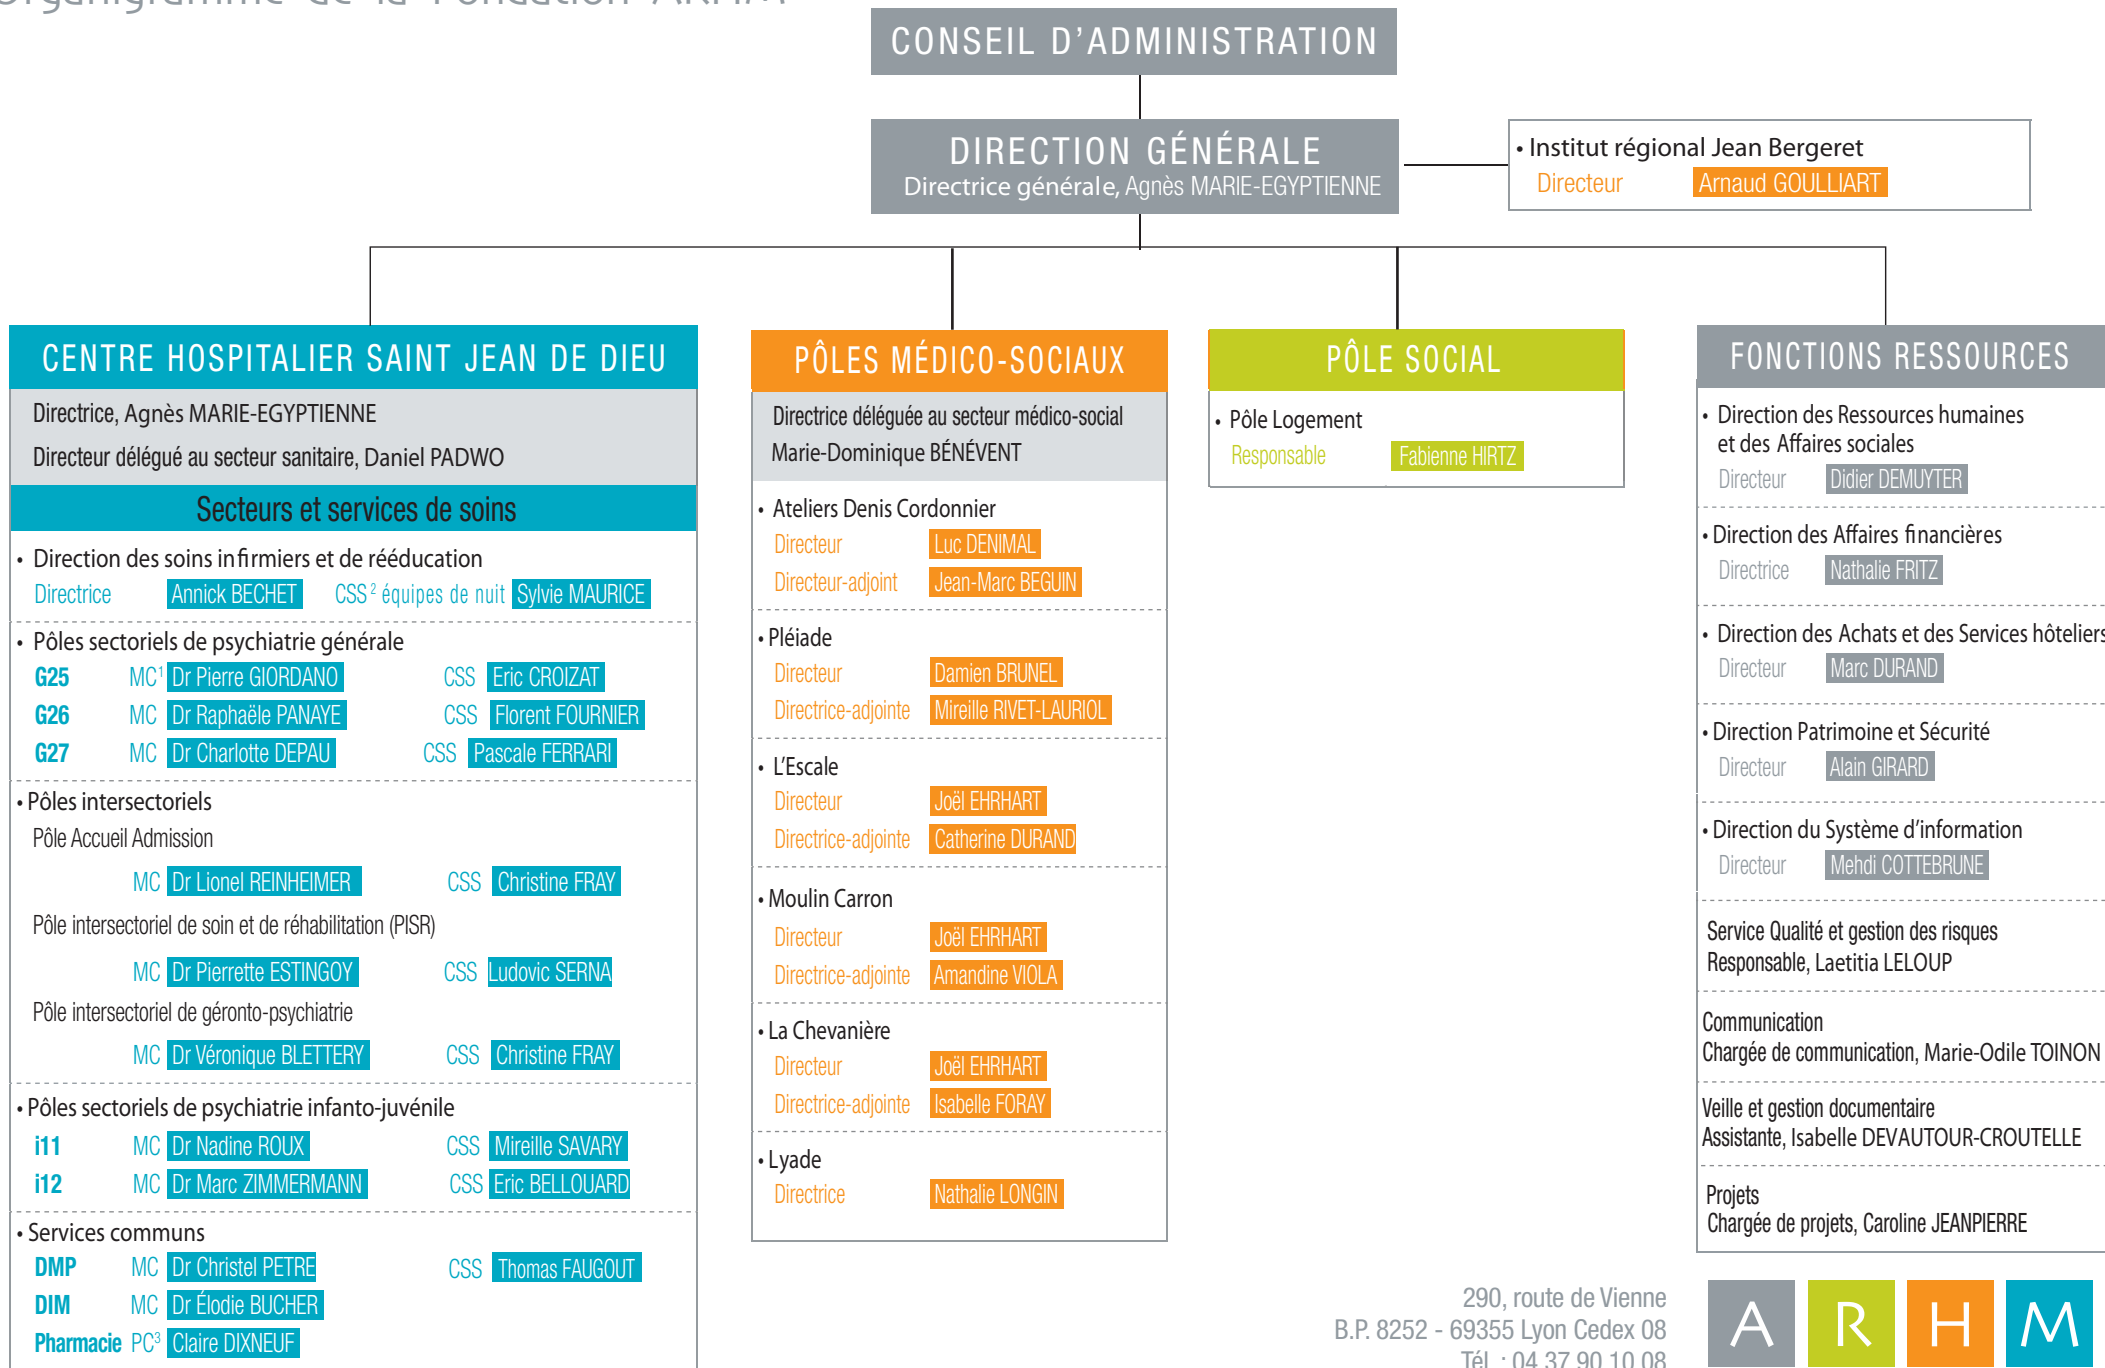 Organigramme de la Fondation ARHM
CONSEIL D'ADMINISTRATION
DIRECTION GÉNÉRALE
Directrice générale, Agnès MARIE-EGYPTIENNE
• Institut régional Jean Bergeret
Directeur Arnaud GOULLIART
CENTRE HOSPITALIER SAINT JEAN DE DIEU
Directrice, Agnès MARIE-EGYPTIENNE
Directeur délégué au secteur sanitaire, Daniel PADWO
Secteurs et services de soins
• Direction des soins infirmiers et de rééducation
Directrice Annick BECHET CSS² équipes de nuit Sylvie MAURICE
• Pôles sectoriels de psychiatrie générale
G25 MC¹ Dr Pierre GIORDANO CSS Eric CROIZAT
G26 MC Dr Raphaële PANAYE CSS Florent FOURNIER
G27 MC Dr Charlotte DEPAU CSS Pascale FERRARI
• Pôles intersectoriels
Pôle Accueil Admission
MC Dr Lionel REINHEIMER CSS Christine FRAY
Pôle intersectoriel de soin et de réhabilitation (PISR)
MC Dr Pierrette ESTINGOY CSS Ludovic SERNA
Pôle intersectoriel de géronto-psychiatrie
MC Dr Véronique BLETTERY CSS Christine FRAY
• Pôles sectoriels de psychiatrie infanto-juvénile
i11 MC Dr Nadine ROUX CSS Mireille SAVARY
i12 MC Dr Marc ZIMMERMANN CSS Eric BELLOUARD
• Services communs
DMP MC Dr Christel PETRE CSS Thomas FAUGOUT
DIM MC Dr Élodie BUCHER
Pharmacie PC³ Claire DIXNEUF
PÔLES MÉDICO-SOCIAUX
Directrice déléguée au secteur médico-social
Marie-Dominique BÉNÉVENT
• Ateliers Denis Cordonnier
Directeur Luc DENIMAL
Directeur-adjoint Jean-Marc BEGUIN
• Pléiade
Directeur Damien BRUNEL
Directrice-adjointe Mireille RIVET-LAURIOL
• L'Escale
Directeur Joël EHRHART
Directrice-adjointe Catherine DURAND
• Moulin Carron
Directeur Joël EHRHART
Directrice-adjointe Amandine VIOLA
• La Chevanière
Directeur Joël EHRHART
Directrice-adjointe Isabelle FORAY
• Lyade
Directrice Nathalie LONGIN
PÔLE SOCIAL
• Pôle Logement
Responsable Fabienne HIRTZ
FONCTIONS RESSOURCES
• Direction des Ressources humaines
et des Affaires sociales
Directeur Didier DEMUYTER
• Direction des Affaires financières
Directrice Nathalie FRITZ
• Direction des Achats et des Services hôteliers
Directeur Marc DURAND
• Direction Patrimoine et Sécurité
Directeur Alain GIRARD
• Direction du Système d'information
Directeur Mehdi COTTEBRUNE
Service Qualité et gestion des risques
Responsable, Laetitia LELOUP
Communication
Chargée de communication, Marie-Odile TOINON
Veille et gestion documentaire
Assistante, Isabelle DEVAUTOUR-CROUTELLE
Projets
Chargée de projets, Caroline JEANPIERRE
290, route de Vienne
B.P. 8252 - 69355 Lyon Cedex 08
Tél. : 04 37 90 10 08
A R H M